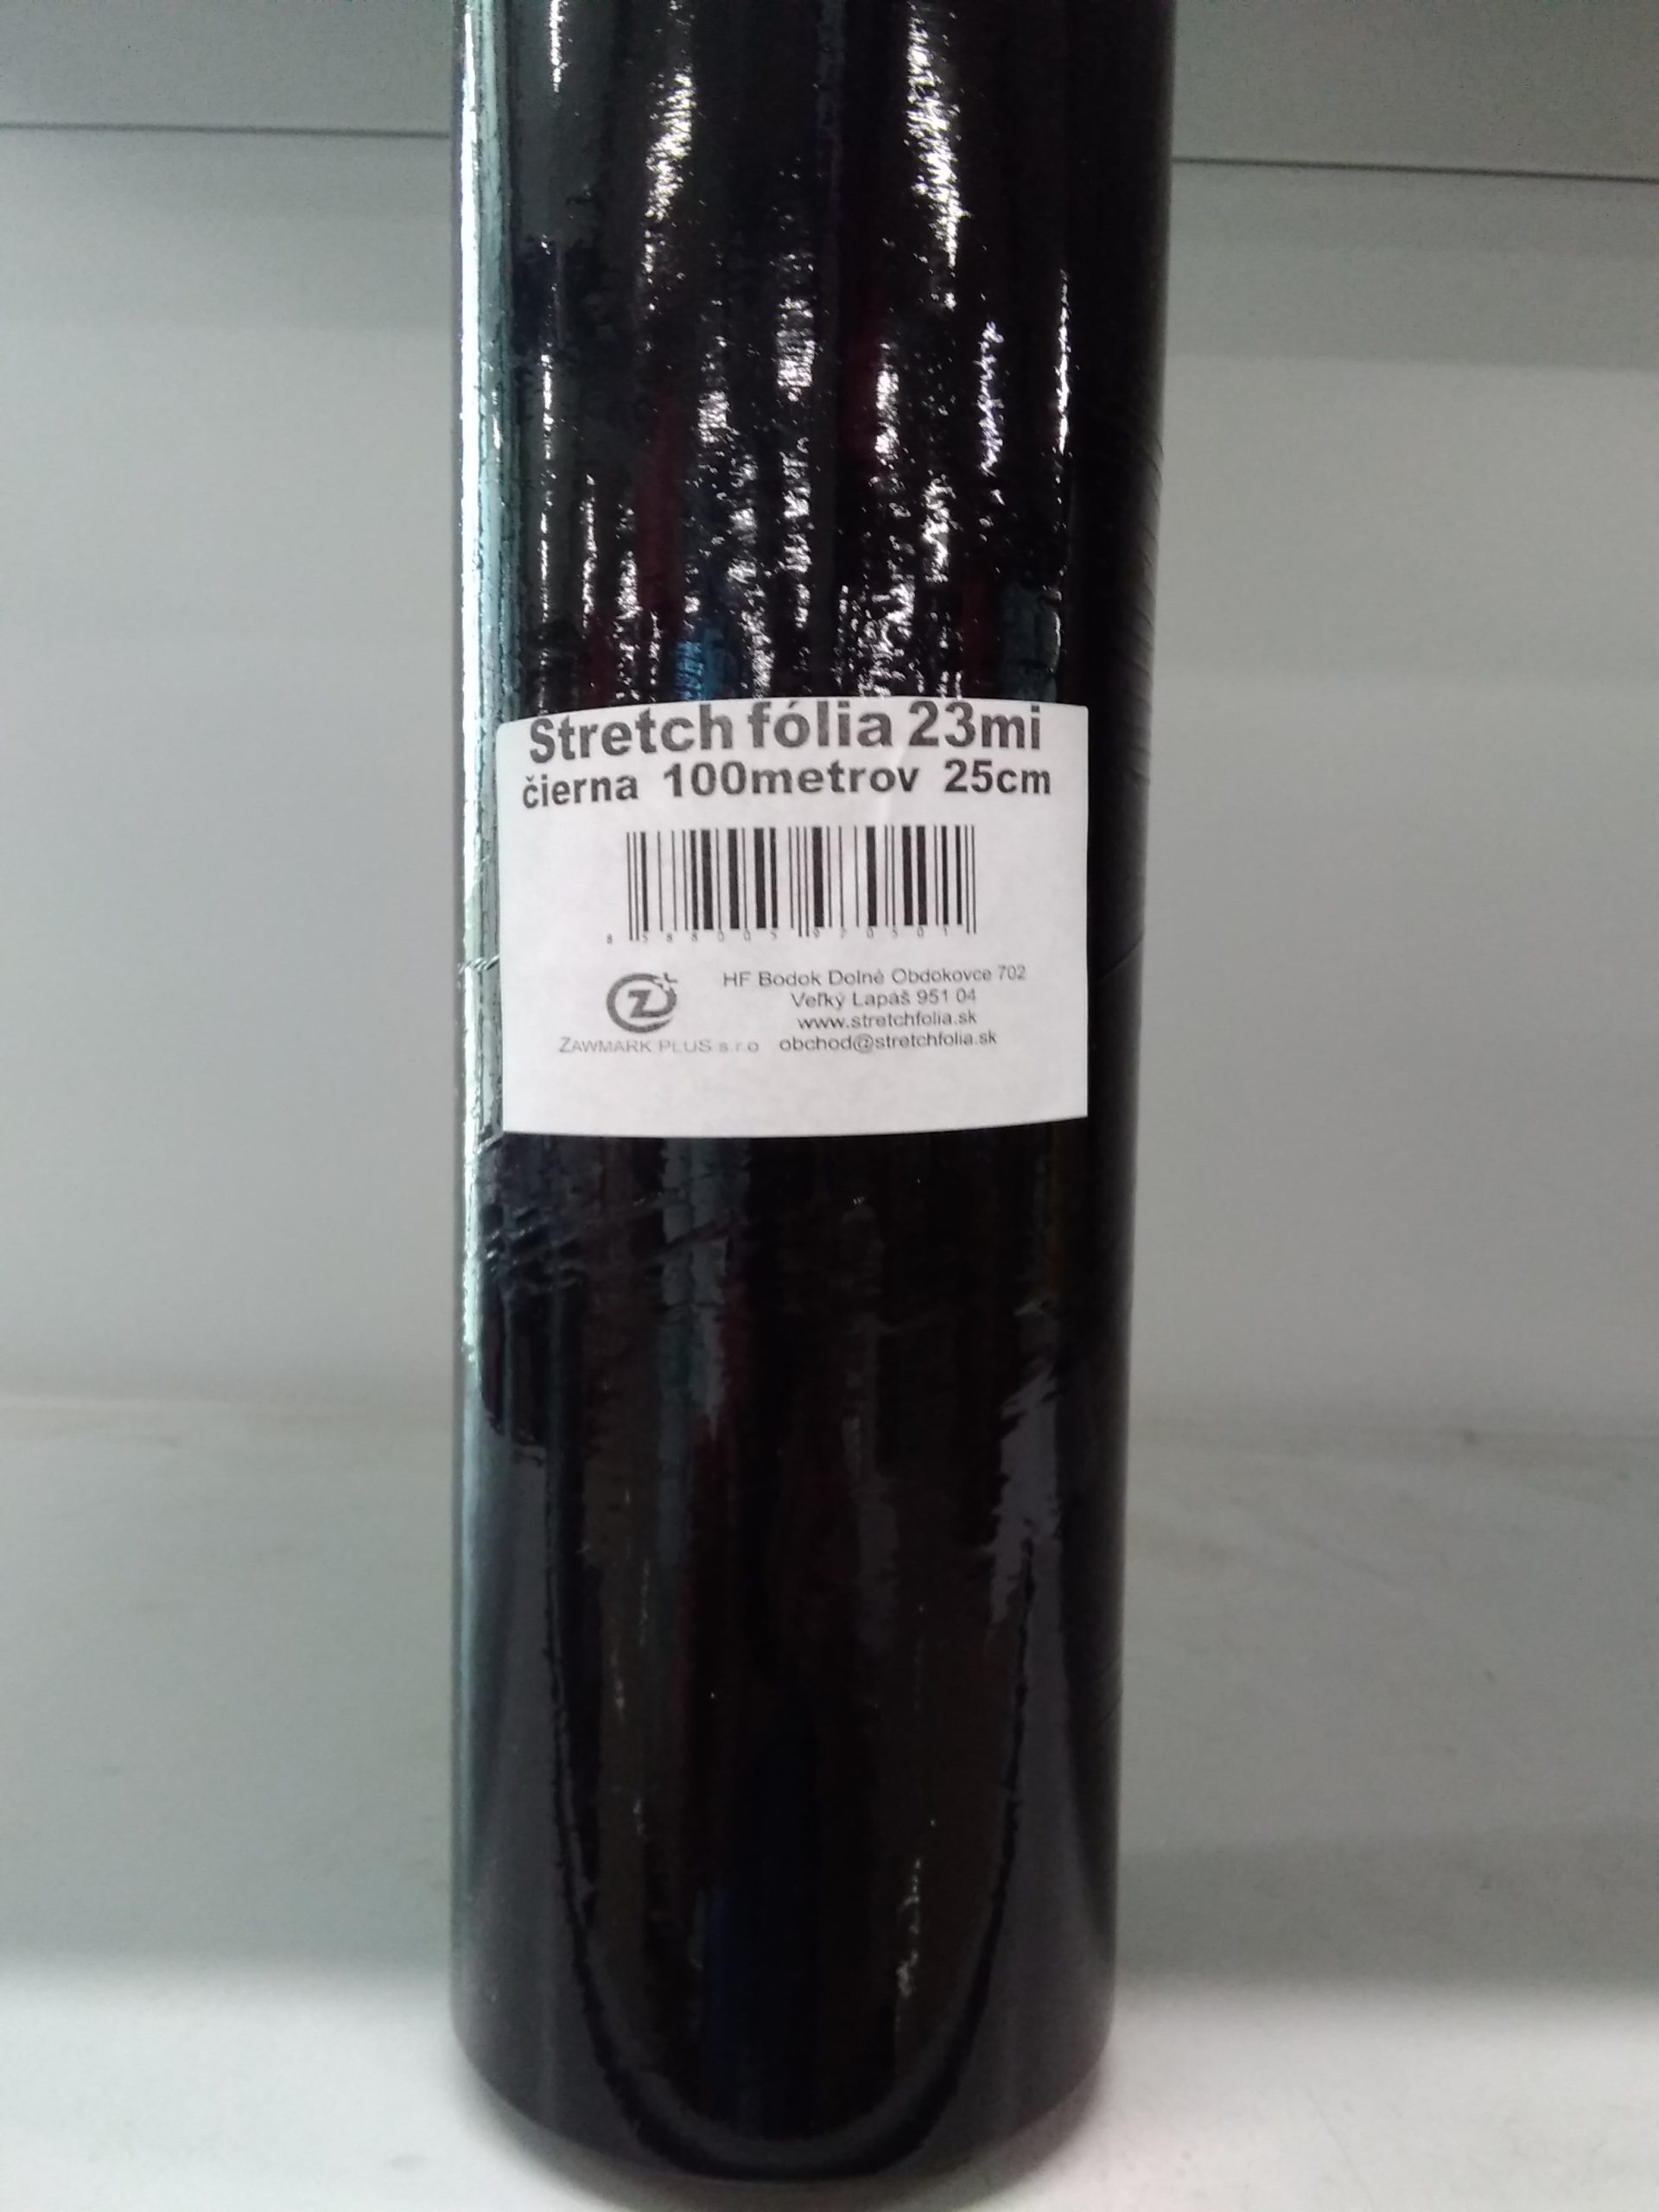 Stretch fólia 23mi
čierna 100metrov 25cm
HF Bodok Dolné Obdokovce 702
Veľký Lapáš 951 04
www.stretchfolia.sk
ZAWMARK PLUS s.r.o obchod@stretchfolia.sk